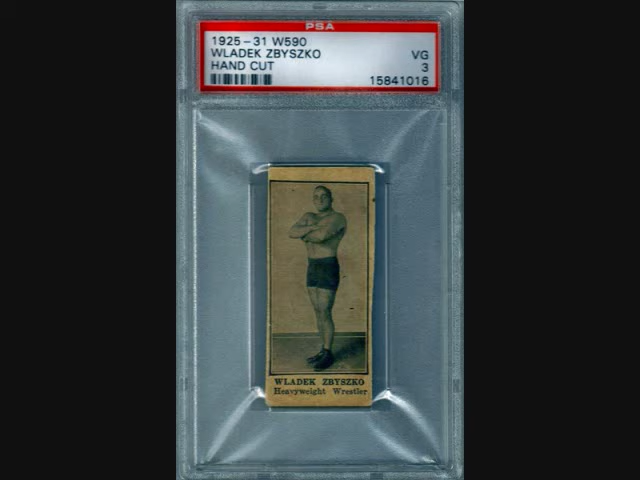 PSA
1925-31 W590
WLADEK ZBYSZKO VG
HAND CUT 3
15841016
WLADEK ZBYSZKO
Heavyweight Wrestler